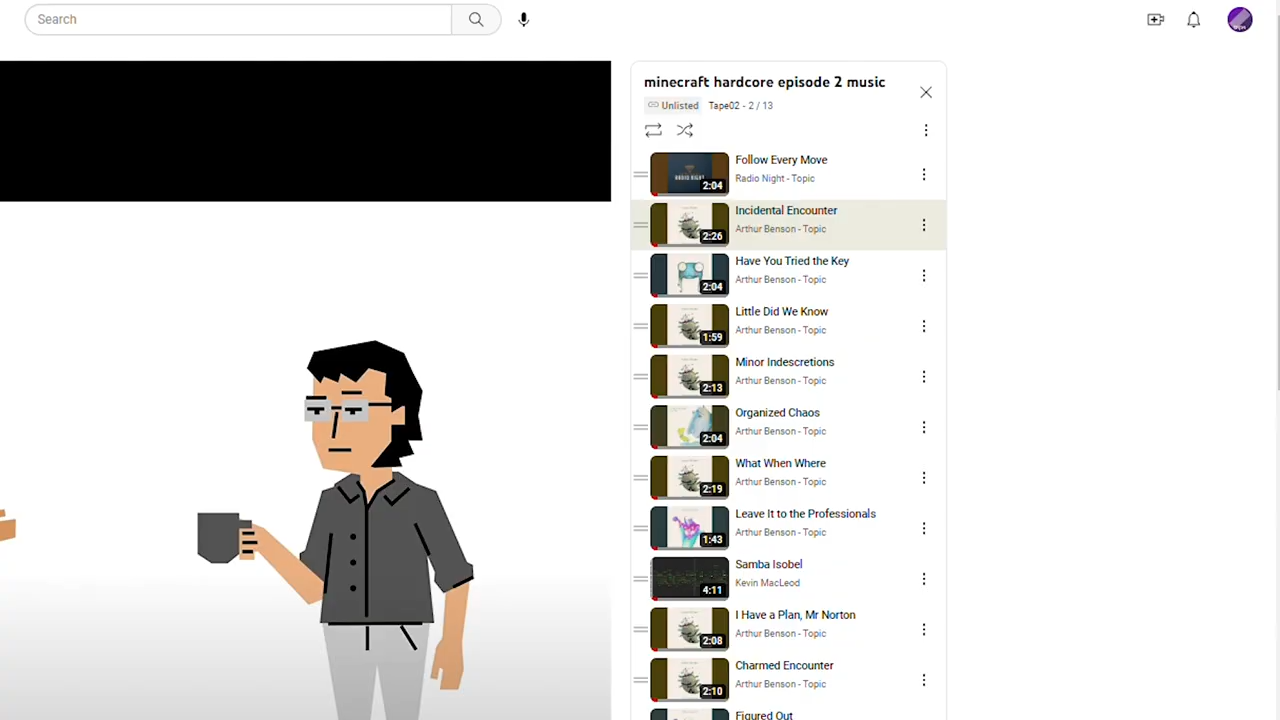 Search
minecraft hardcore episode 2 music
Unlisted Tape02 - 2 / 13
Follow Every Move
Radio Night - Topic
RADIO NIGHT
2:04
Incidental Encounter
Arthur Benson - Topic
2:26
Have You Tried the Key
Arthur Benson - Topic
2:04
Little Did We Know
Arthur Benson - Topic
1:59
Minor Indescretions
Arthur Benson - Topic
2:13
Organized Chaos
Arthur Benson - Topic
2:04
What When Where
Arthur Benson - Topic
2:19
Leave It to the Professionals
Arthur Benson - Topic
1:43
Samba Isobel
Kevin MacLeod
4:11
I Have a Plan, Mr Norton
Arthur Benson - Topic
2:08
Charmed Encounter
Arthur Benson - Topic
2:10
Figured Out